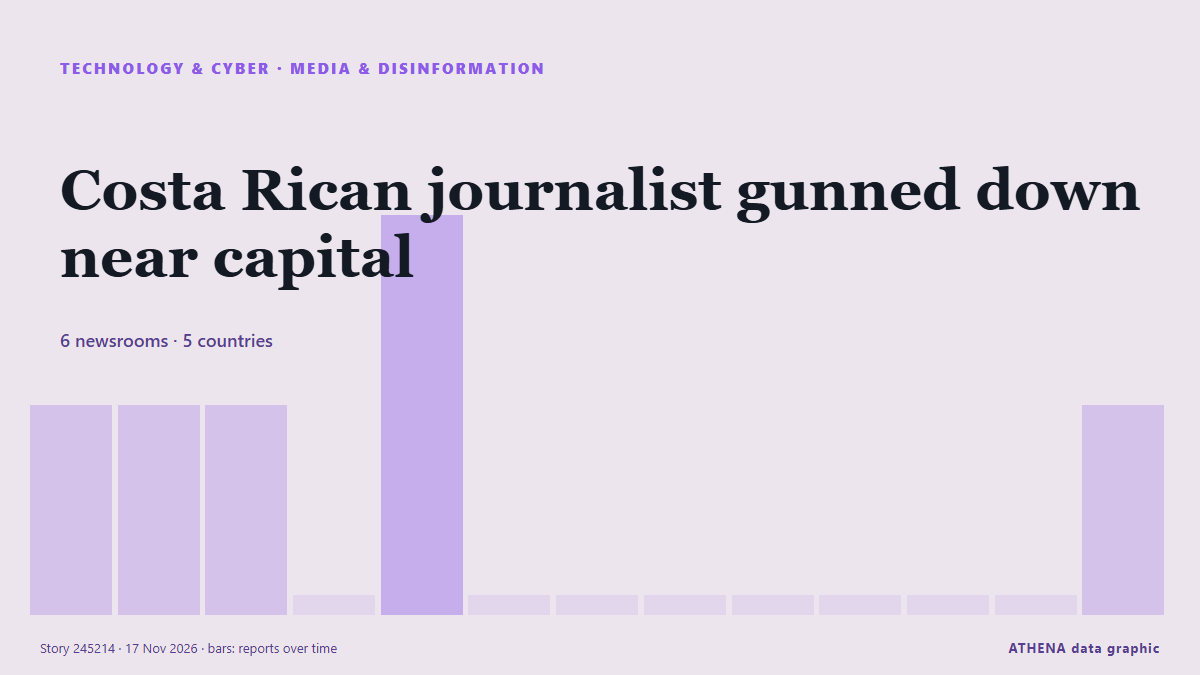 TECHNOLOGY & CYBER · MEDIA & DISINFORMATION
Costa Rican journalist gunned down
near capital
6 newsrooms · 5 countries
Story 245214 · 17 Nov 2026 · bars: reports over time
ATHENA data graphic